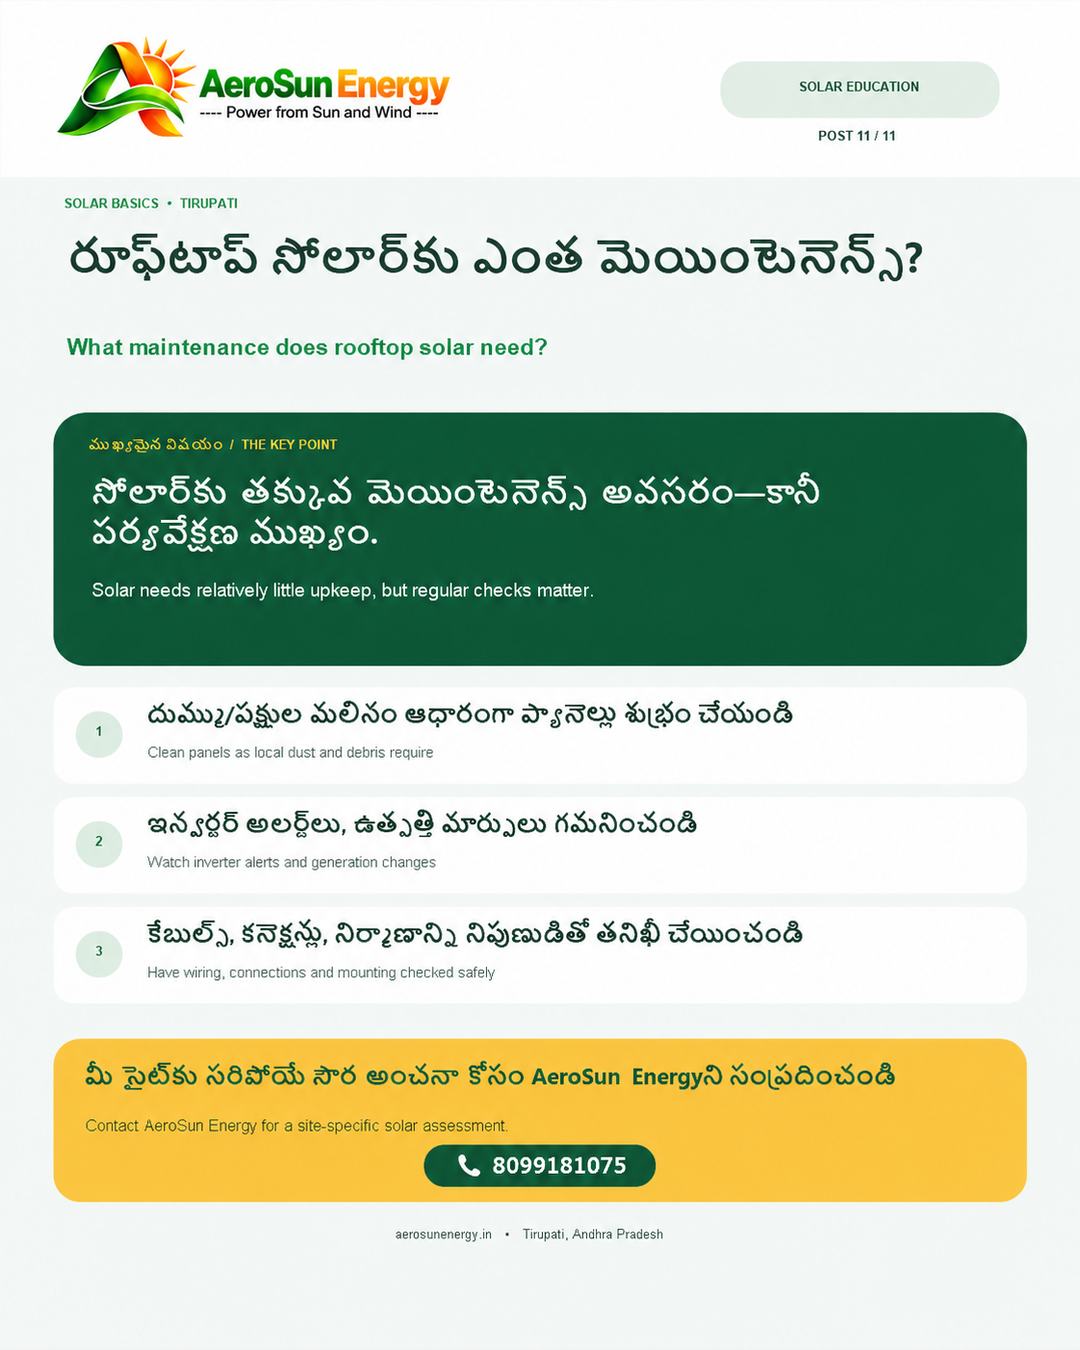 AeroSun Energy
---- Power from Sun and Wind ----
SOLAR EDUCATION
POST 11 / 11
SOLAR BASICS • TIRUPATI
రూఫ్‌టాప్ సోలార్‌కు ఎంత మెయింటెనెన్స్?
What maintenance does rooftop solar need?
ముఖ్యమైన విషయం / THE KEY POINT
సోలార్‌కు తక్కువ మెయింటెనెన్స్ అవసరం—కానీ
పర్యవేక్షణ ముఖ్యం.
Solar needs relatively little upkeep, but regular checks matter.
1
దుమ్ము/పక్షుల మలినం ఆధారంగా ప్యానెల్లు శుభ్రం చేయండి
Clean panels as local dust and debris require
2
ఇన్వర్టర్ అలర్ట్‌లు, ఉత్పత్తి మార్పులు గమనించండి
Watch inverter alerts and generation changes
3
కేబుల్స్, కనెక్షన్లు, నిర్మాణాన్ని నిపుణుడితో తనిఖీ చేయించండి
Have wiring, connections and mounting checked safely
మీ సైట్‌కు సరిపోయే సౌర అంచనా కోసం AeroSun Energyని సంప్రదించండి
Contact AeroSun Energy for a site-specific solar assessment.
8099181075
aerosunenergy.in • Tirupati, Andhra Pradesh